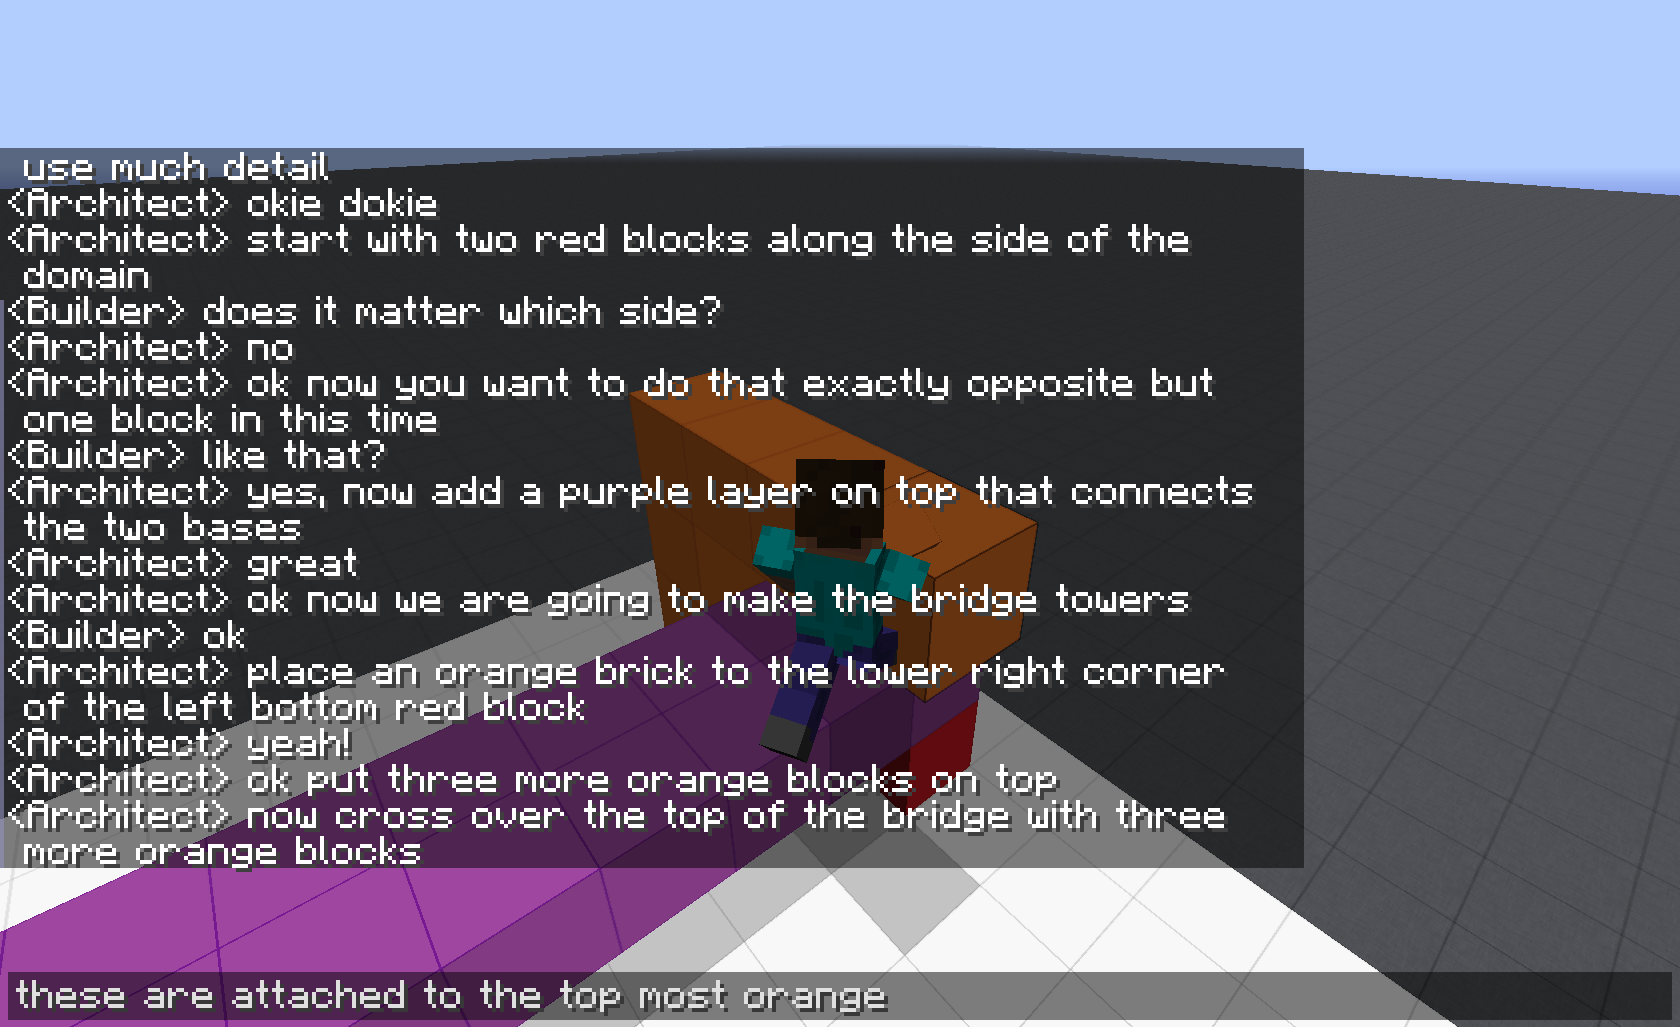 use much detail
<Architect> okie dokie
<Architect> start with two red blocks along the side of the
domain
<Builder> does it matter which side?
<Architect> no
<Architect> ok now you want to do that exactly opposite but
one block in this time
<Builder> like that?
<Architect> yes, now add a purple layer on top that connects
the two bases
<Architect> great
<Architect> ok now we are going to make the bridge towers
<Builder> ok
<Architect> place an orange brick to the lower right corner
of the left bottom red block
<Architect> yeah!
<Architect> ok put three more orange blocks on top
<Architect> now cross over the top of the bridge with three
more orange blocks
these are attached to the top most orange